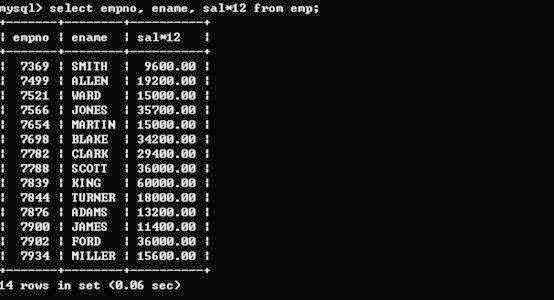 mysql> select empno, ename, sal*12 from emp;
+-------+--------+----------+
| empno | ename | sal*12 |
+-------+--------+----------+
| 7369 | SMITH | 9600.00 |
| 7499 | ALLEN | 19200.00 |
| 7521 | WARD | 15000.00 |
| 7566 | JONES | 35700.00 |
| 7654 | MARTIN | 15000.00 |
| 7698 | BLAKE | 34200.00 |
| 7782 | CLARK | 29400.00 |
| 7788 | SCOTT | 36000.00 |
| 7839 | KING | 60000.00 |
| 7844 | TURNER | 18000.00 |
| 7876 | ADAMS | 13200.00 |
| 7900 | JAMES | 11400.00 |
| 7902 | FORD | 36000.00 |
| 7934 | MILLER | 15600.00 |
+-------+--------+----------+
14 rows in set (0.06 sec)